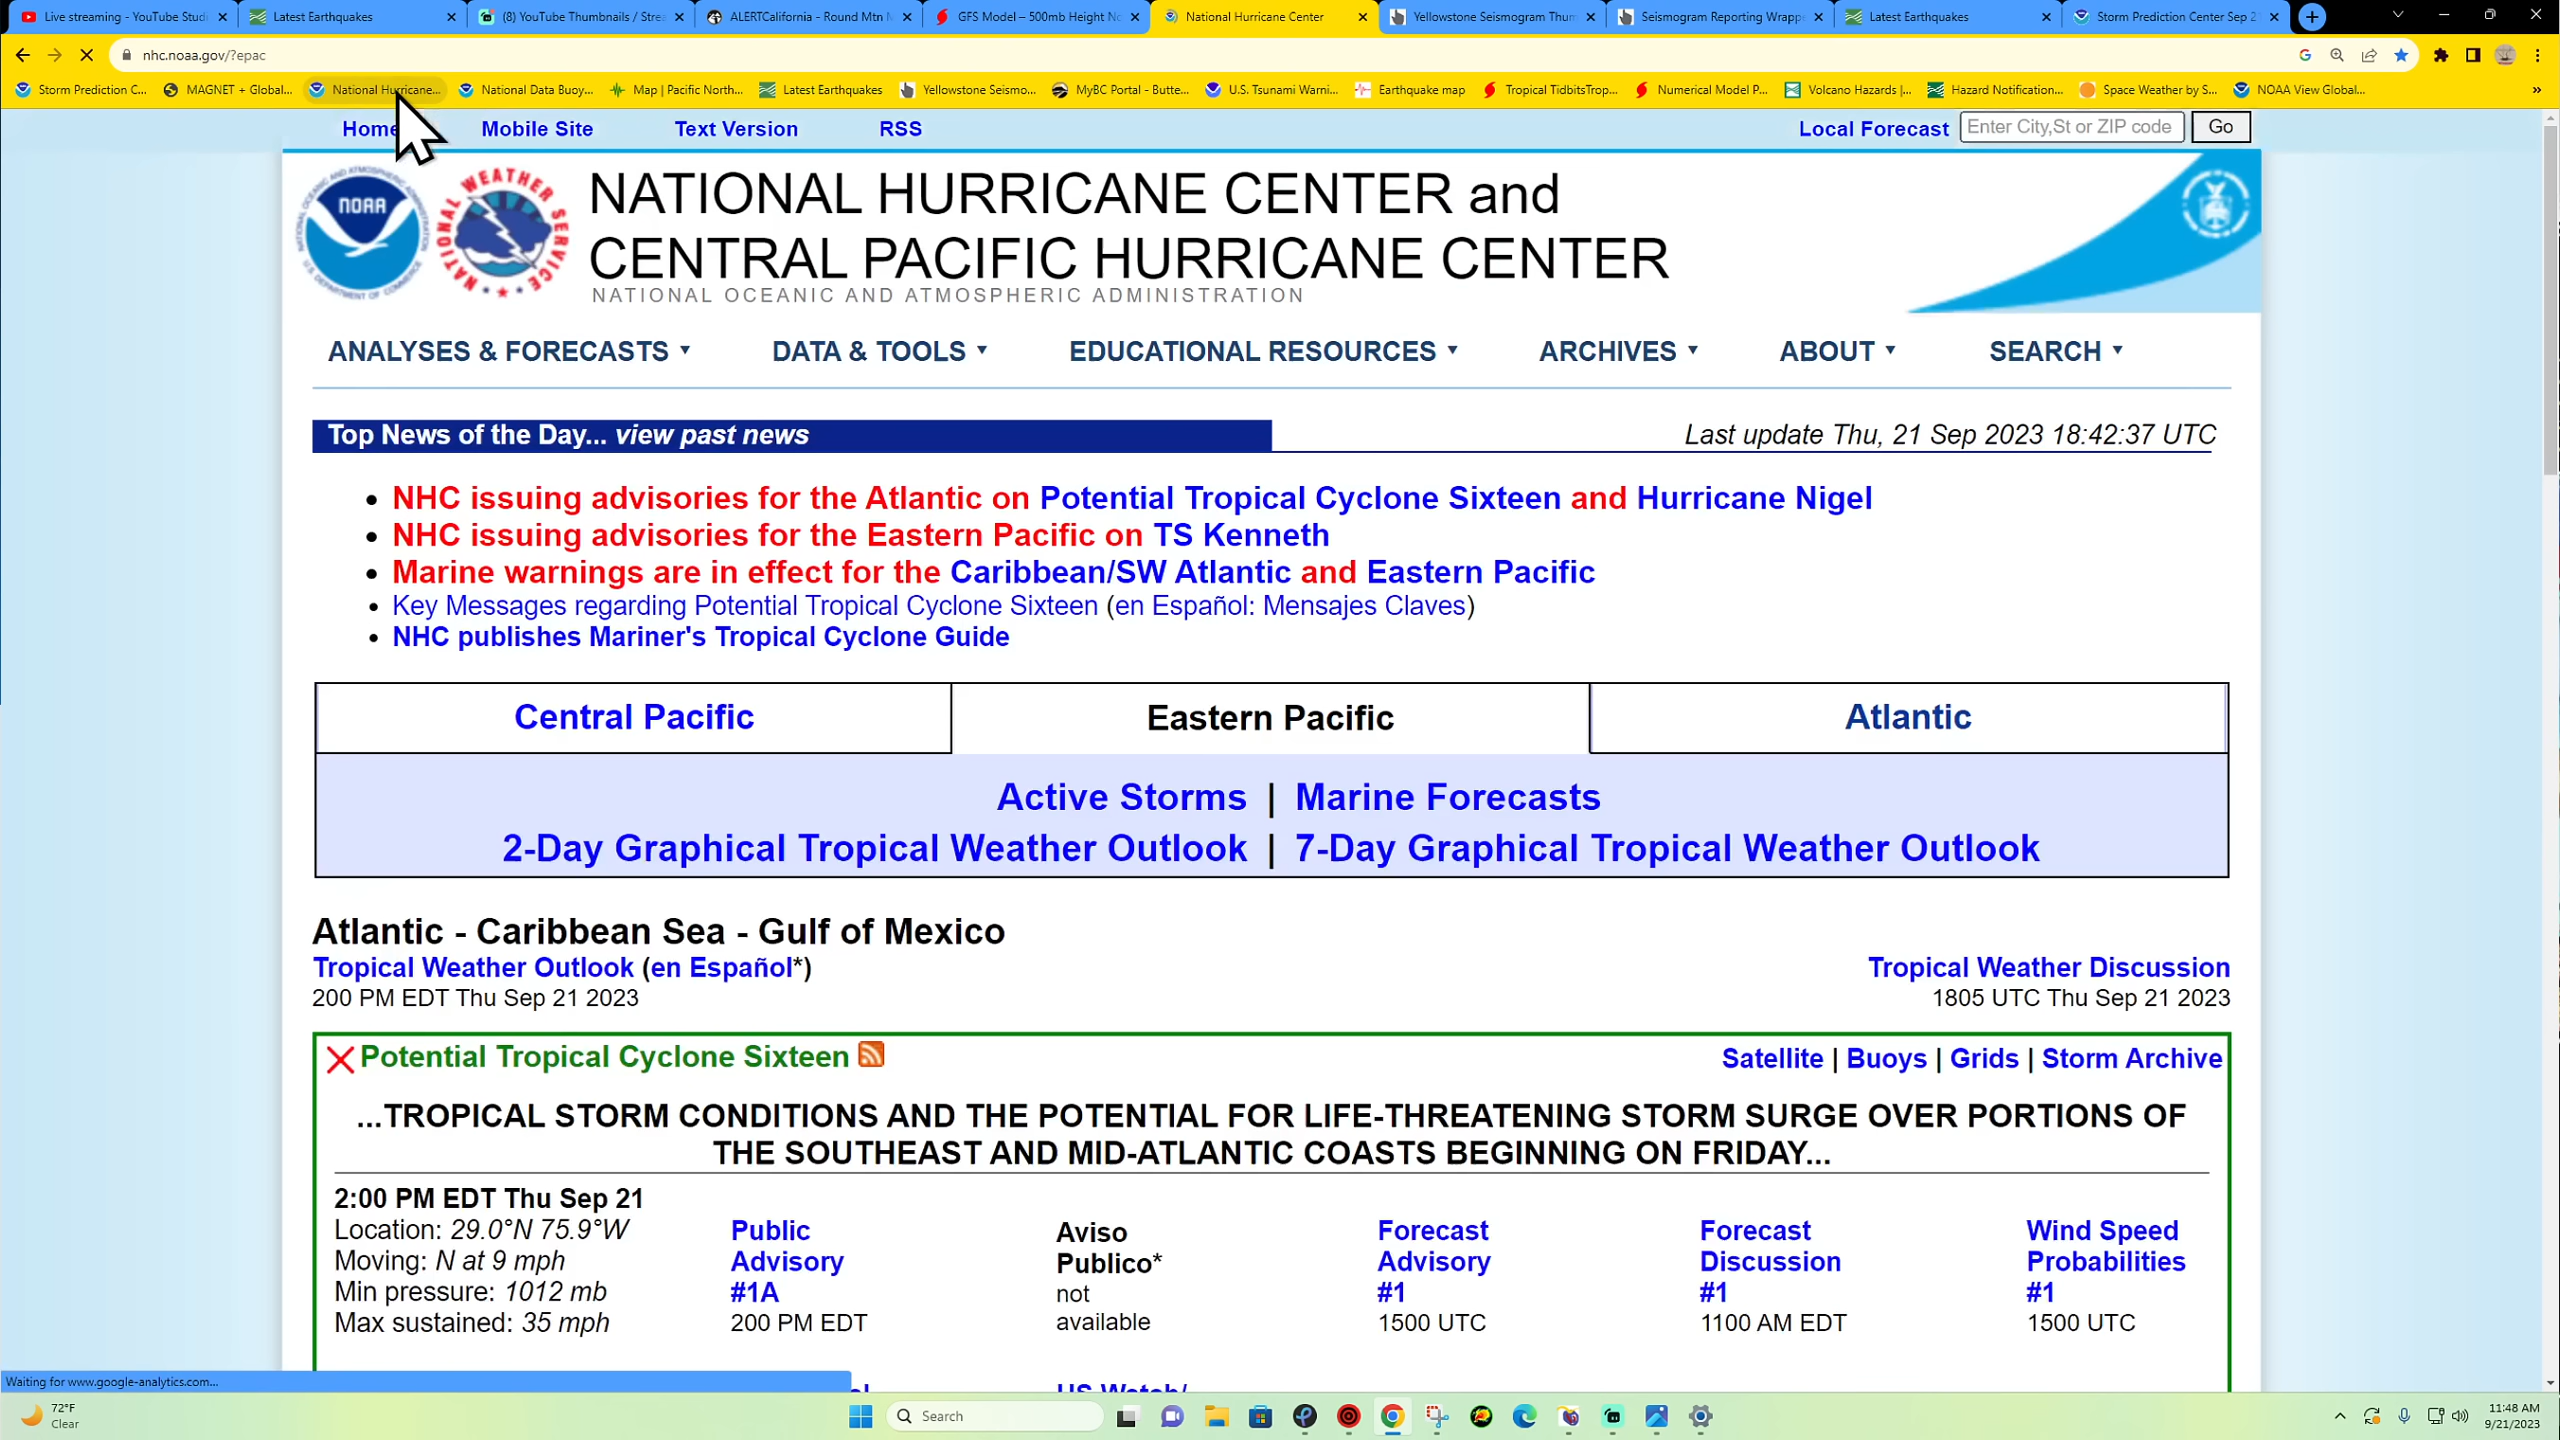 Live streaming - YouTube Studi
Latest Earthquakes
(8) YouTube Thumbnails / Strea
ALERTCalifornia - Round Mtn N
GFS Model – 500mb Height No
National Hurricane Center
Yellowstone Seismogram Thum
Seismogram Reporting Wrappe
Latest Earthquakes
Storm Prediction Center Sep 2
nhc.noaa.gov/?epac
Storm Prediction C...
MAGNET + Global...
National Hurricane...
National Data Buoy...
Map | Pacific North...
Latest Earthquakes
Yellowstone Seismo...
MyBC Portal - Butte...
U.S. Tsunami Warni...
Earthquake map
Tropical TidbitsTrop...
Numerical Model P...
Volcano Hazards |...
Hazard Notification...
Space Weather by S...
NOAA View Global...
»
Home
Mobile Site
Text Version
RSS
Local Forecast
Enter City,St or ZIP code
Go
NOAA
NATIONAL WEATHER SERVICE
NATIONAL HURRICANE CENTER and
CENTRAL PACIFIC HURRICANE CENTER
NATIONAL OCEANIC AND ATMOSPHERIC ADMINISTRATION
ANALYSES & FORECASTS ▼
DATA & TOOLS ▼
EDUCATIONAL RESOURCES ▼
ARCHIVES ▼
ABOUT ▼
SEARCH ▼
Top News of the Day... view past news
Last update Thu, 21 Sep 2023 18:42:37 UTC
• NHC issuing advisories for the Atlantic on Potential Tropical Cyclone Sixteen and Hurricane Nigel
• NHC issuing advisories for the Eastern Pacific on TS Kenneth
• Marine warnings are in effect for the Caribbean/SW Atlantic and Eastern Pacific
• Key Messages regarding Potential Tropical Cyclone Sixteen (en Español: Mensajes Claves)
• NHC publishes Mariner's Tropical Cyclone Guide
Central Pacific
Eastern Pacific
Atlantic
Active Storms | Marine Forecasts
2-Day Graphical Tropical Weather Outlook | 7-Day Graphical Tropical Weather Outlook
Atlantic - Caribbean Sea - Gulf of Mexico
Tropical Weather Outlook (en Español*)
Tropical Weather Discussion
200 PM EDT Thu Sep 21 2023
1805 UTC Thu Sep 21 2023
Potential Tropical Cyclone Sixteen
Satellite | Buoys | Grids | Storm Archive
...TROPICAL STORM CONDITIONS AND THE POTENTIAL FOR LIFE-THREATENING STORM SURGE OVER PORTIONS OF
THE SOUTHEAST AND MID-ATLANTIC COASTS BEGINNING ON FRIDAY...
2:00 PM EDT Thu Sep 21
Location: 29.0°N 75.9°W
Moving: N at 9 mph
Min pressure: 1012 mb
Max sustained: 35 mph
Public
Advisory
#1A
200 PM EDT
Aviso
Publico*
not
available
Forecast
Advisory
#1
1500 UTC
Forecast
Discussion
#1
1100 AM EDT
Wind Speed
Probabilities
#1
1500 UTC
US Watch/
Waiting for www.google-analytics.com...
72°F
Clear
Search
11:48 AM
9/21/2023